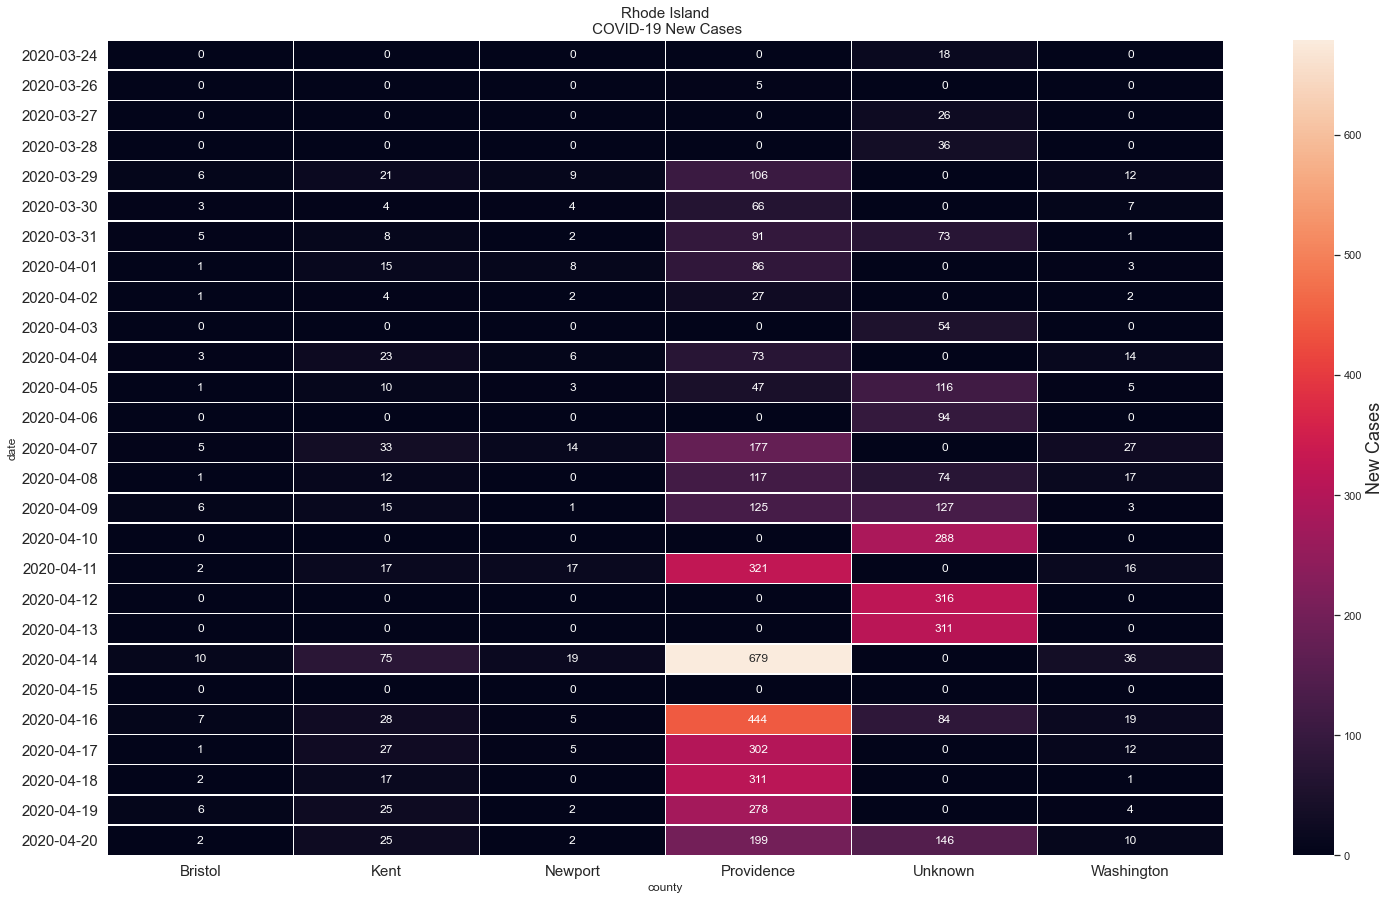 Rhode Island
COVID-19 New Cases
2020-03-24 0 0 0 0 18 0
2020-03-26 0 0 0 5 0 0
2020-03-27 0 0 0 0 26 0
2020-03-28 0 0 0 0 36 0
2020-03-29 6 21 9 106 0 12
2020-03-30 3 4 4 66 0 7
2020-03-31 5 8 2 91 73 1
2020-04-01 1 15 8 86 0 3
2020-04-02 1 4 2 27 0 2
2020-04-03 0 0 0 0 54 0
2020-04-04 3 23 6 73 0 14
2020-04-05 1 10 3 47 116 5
2020-04-06 0 0 0 0 94 0
2020-04-07 5 33 14 177 0 27
2020-04-08 1 12 0 117 74 17
2020-04-09 6 15 1 125 127 3
2020-04-10 0 0 0 0 288 0
2020-04-11 2 17 17 321 0 16
2020-04-12 0 0 0 0 316 0
2020-04-13 0 0 0 0 311 0
2020-04-14 10 75 19 679 0 36
2020-04-15 0 0 0 0 0 0
2020-04-16 7 28 5 444 84 19
2020-04-17 1 27 5 302 0 12
2020-04-18 2 17 0 311 0 1
2020-04-19 6 25 2 278 0 4
2020-04-20 2 25 2 199 146 10
Bristol Kent Newport Providence Unknown Washington
county
date
600
500
400
300
200
100
0
New Cases